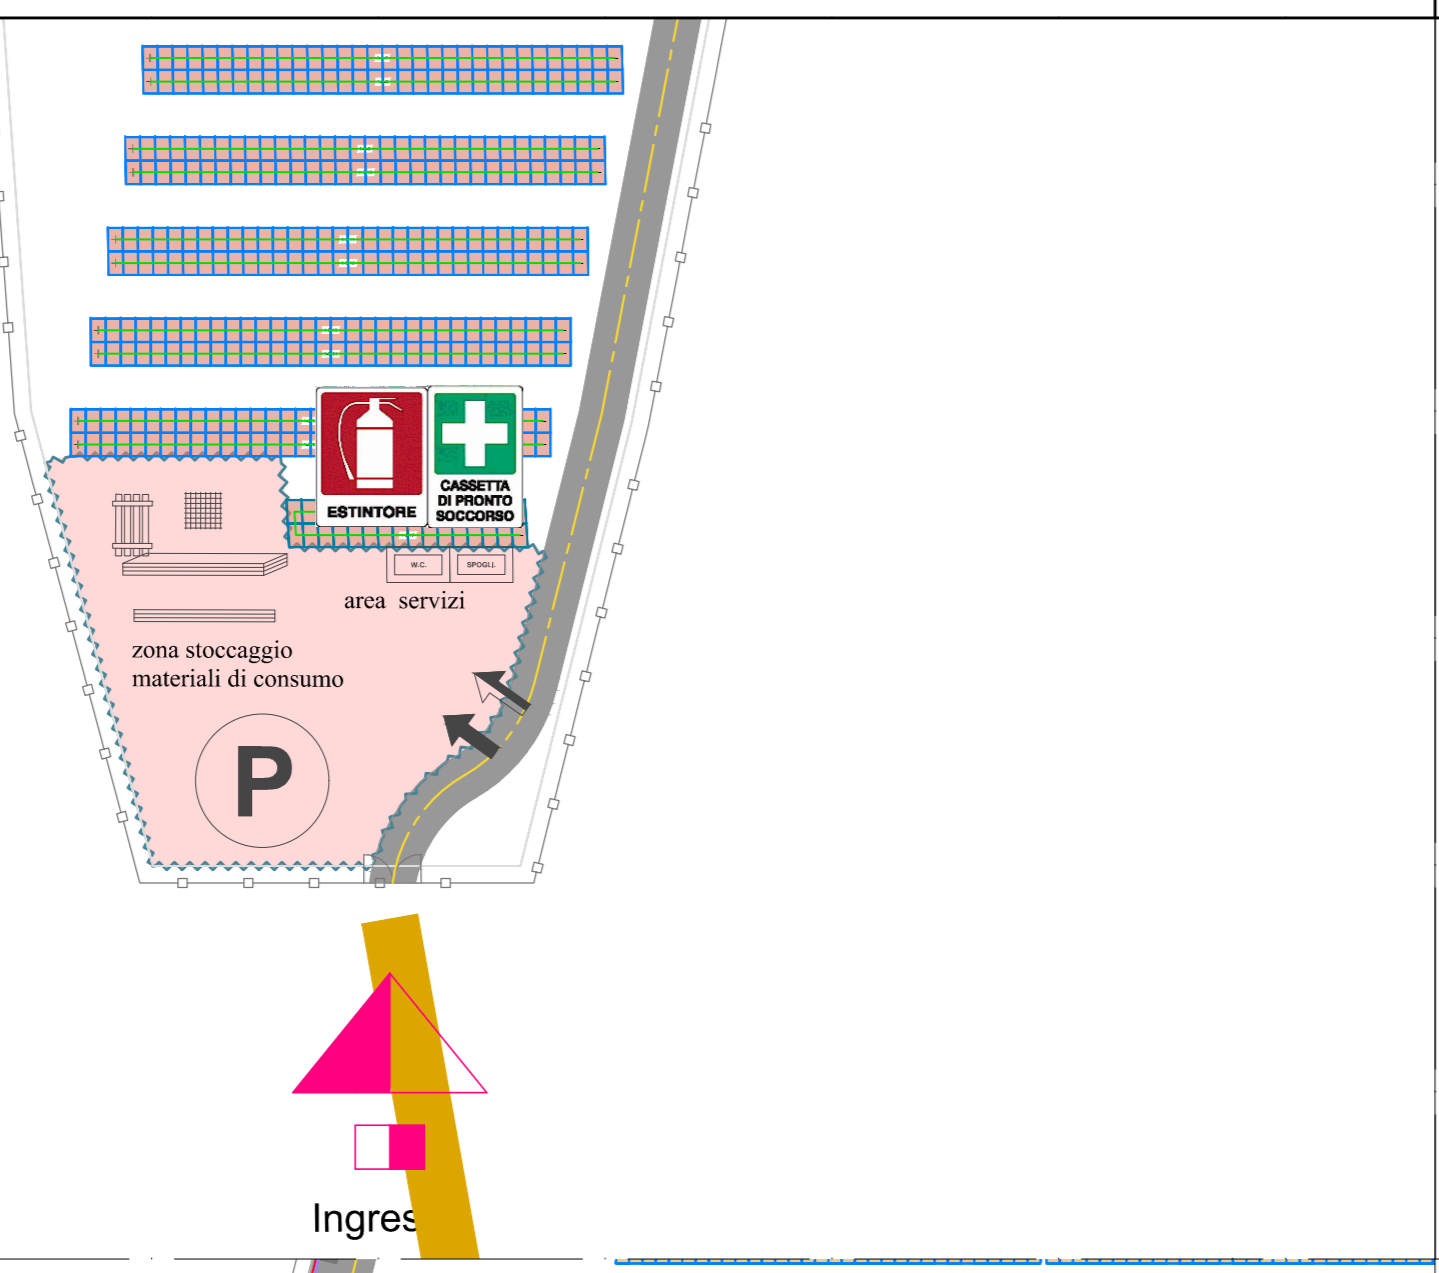 ESTINTORE
CASSETTA
DI PRONTO
SOCCORSO
W.C.
SPOGLI.
area servizi
zona stoccaggio
materiali di consumo
P
Ingres